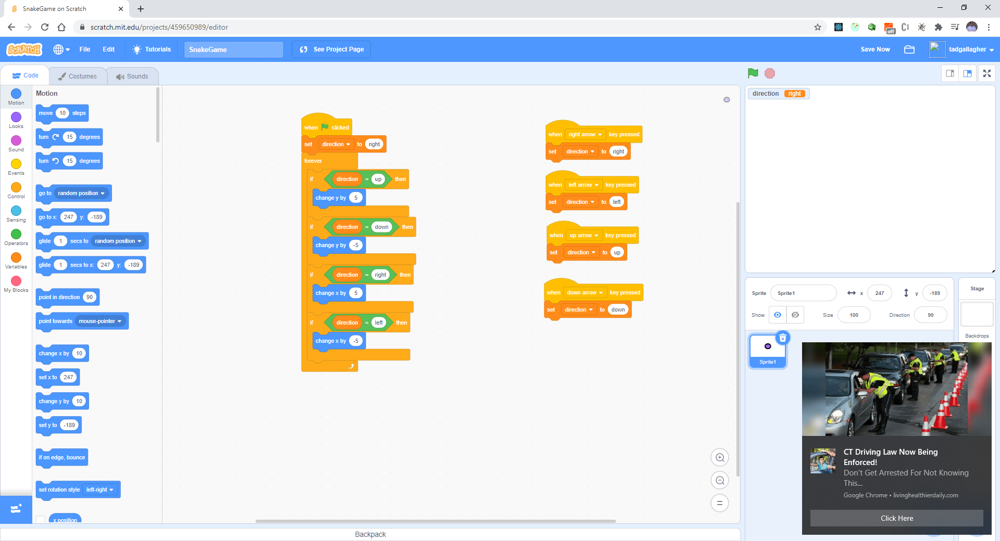 SnakeGame on Scratch
scratch.mit.edu/projects/459650989/editor
off
SCRATCH
File
Edit
Tutorials
SnakeGame
See Project Page
Save Now
tadgallagher
Code
Costumes
Sounds
Motion
Looks
Sound
Events
Control
Sensing
Operators
Variables
My Blocks
Motion
move 10 steps
turn 15 degrees
turn 15 degrees
go to random position
go to x: 247 y: -189
glide 1 secs to random position
glide 1 secs to x: 247 y: -189
point in direction 90
point towards mouse-pointer
change x by 10
set x to 247
change y by 10
set y to -189
if on edge, bounce
set rotation style left-right
x position
when clicked
set direction to right
forever
if direction = up then
change y by 5
if direction = down then
change y by -5
if direction = right then
change x by 5
if direction = left then
change x by -5
when right arrow key pressed
set direction to right
when left arrow key pressed
set direction to left
when up arrow key pressed
set direction to up
when down arrow key pressed
set direction to down
Backpack
direction right
Sprite Sprite1 x 247 y -189
Show Size 100 Direction 90
Sprite1
Stage
Backdrops
CT Driving Law Now Being
Enforced!
Don't Get Arrested For Not Knowing
This...
Google Chrome • livinghealthierdaily.com
Click Here